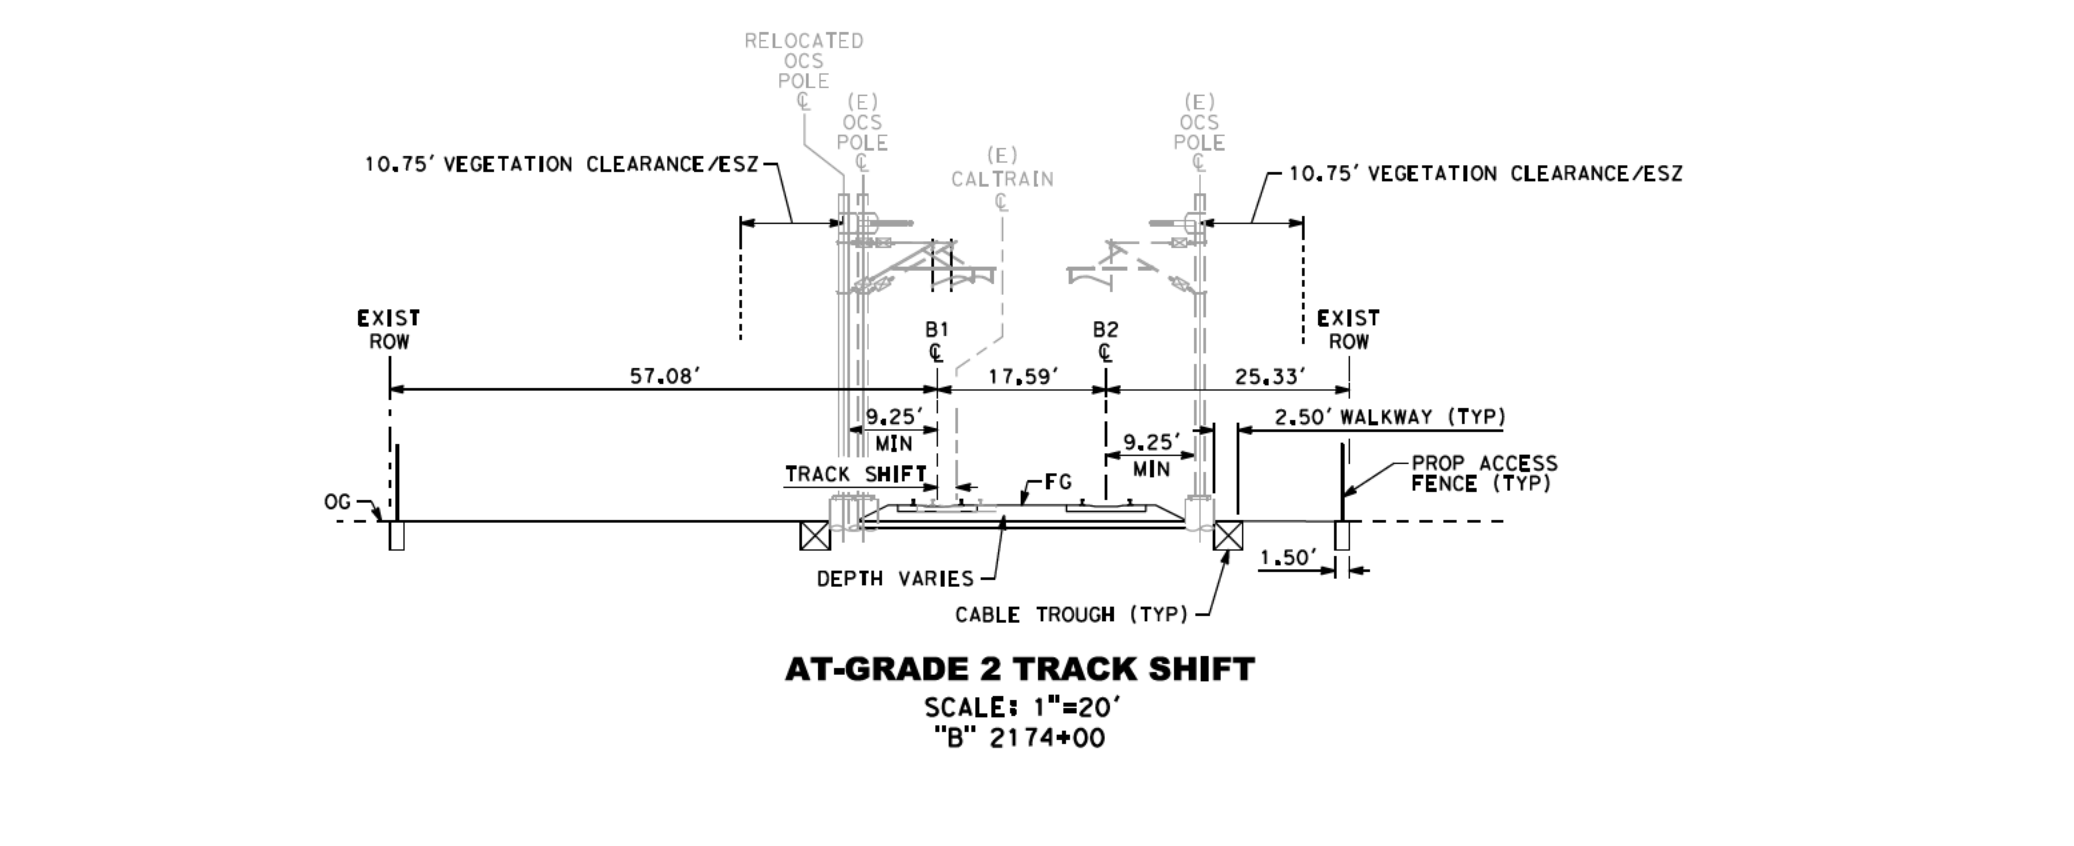 RELOCATED
OCS
POLE
℄
(E)
OCS
POLE
℄
(E)
CALTRAIN
℄
(E)
OCS
POLE
℄
10.75' VEGETATION CLEARANCE/ESZ
10.75' VEGETATION CLEARANCE/ESZ
EXIST
ROW
B1
℄
B2
℄
EXIST
ROW
57.08'
17.59'
25.33'
9.25'
MIN
2.50' WALKWAY (TYP)
9.25'
MIN
TRACK SHIFT
FG
PROP ACCESS
FENCE (TYP)
OG
1.50'
DEPTH VARIES
CABLE TROUGH (TYP)
AT-GRADE 2 TRACK SHIFT
SCALE: 1"=20'
"B" 2174+00